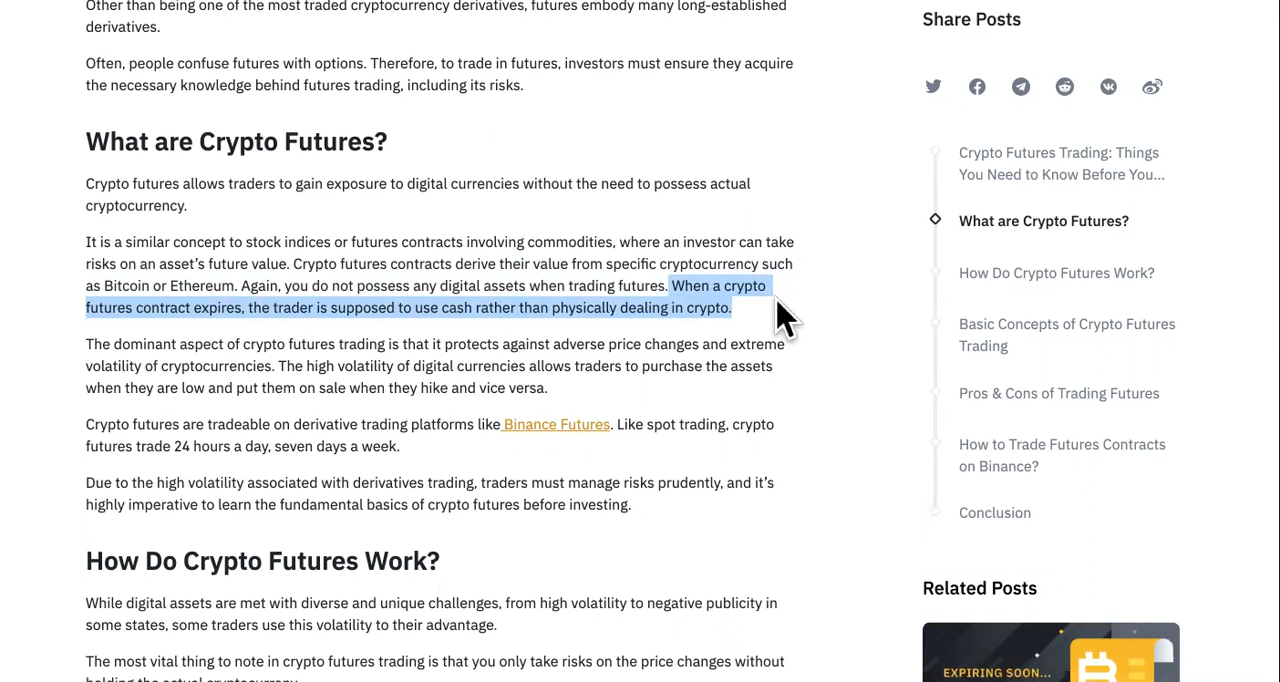 Other than being one of the most traded cryptocurrency derivatives, futures embody many long-established
derivatives.
Often, people confuse futures with options. Therefore, to trade in futures, investors must ensure they acquire
the necessary knowledge behind futures trading, including its risks.
What are Crypto Futures?
Crypto futures allows traders to gain exposure to digital currencies without the need to possess actual
cryptocurrency.
It is a similar concept to stock indices or futures contracts involving commodities, where an investor can take
risks on an asset's future value. Crypto futures contracts derive their value from specific cryptocurrency such
as Bitcoin or Ethereum. Again, you do not possess any digital assets when trading futures. When a crypto
futures contract expires, the trader is supposed to use cash rather than physically dealing in crypto.
The dominant aspect of crypto futures trading is that it protects against adverse price changes and extreme
volatility of cryptocurrencies. The high volatility of digital currencies allows traders to purchase the assets
when they are low and put them on sale when they hike and vice versa.
Crypto futures are tradeable on derivative trading platforms like Binance Futures. Like spot trading, crypto
futures trade 24 hours a day, seven days a week.
Due to the high volatility associated with derivatives trading, traders must manage risks prudently, and it's
highly imperative to learn the fundamental basics of crypto futures before investing.
How Do Crypto Futures Work?
While digital assets are met with diverse and unique challenges, from high volatility to negative publicity in
some states, some traders use this volatility to their advantage.
The most vital thing to note in crypto futures trading is that you only take risks on the price changes without
holding the actual cryptocurrency.
Share Posts
Crypto Futures Trading: Things
You Need to Know Before You...
What are Crypto Futures?
How Do Crypto Futures Work?
Basic Concepts of Crypto Futures
Trading
Pros & Cons of Trading Futures
How to Trade Futures Contracts
on Binance?
Conclusion
Related Posts
EXPIRING SOON...